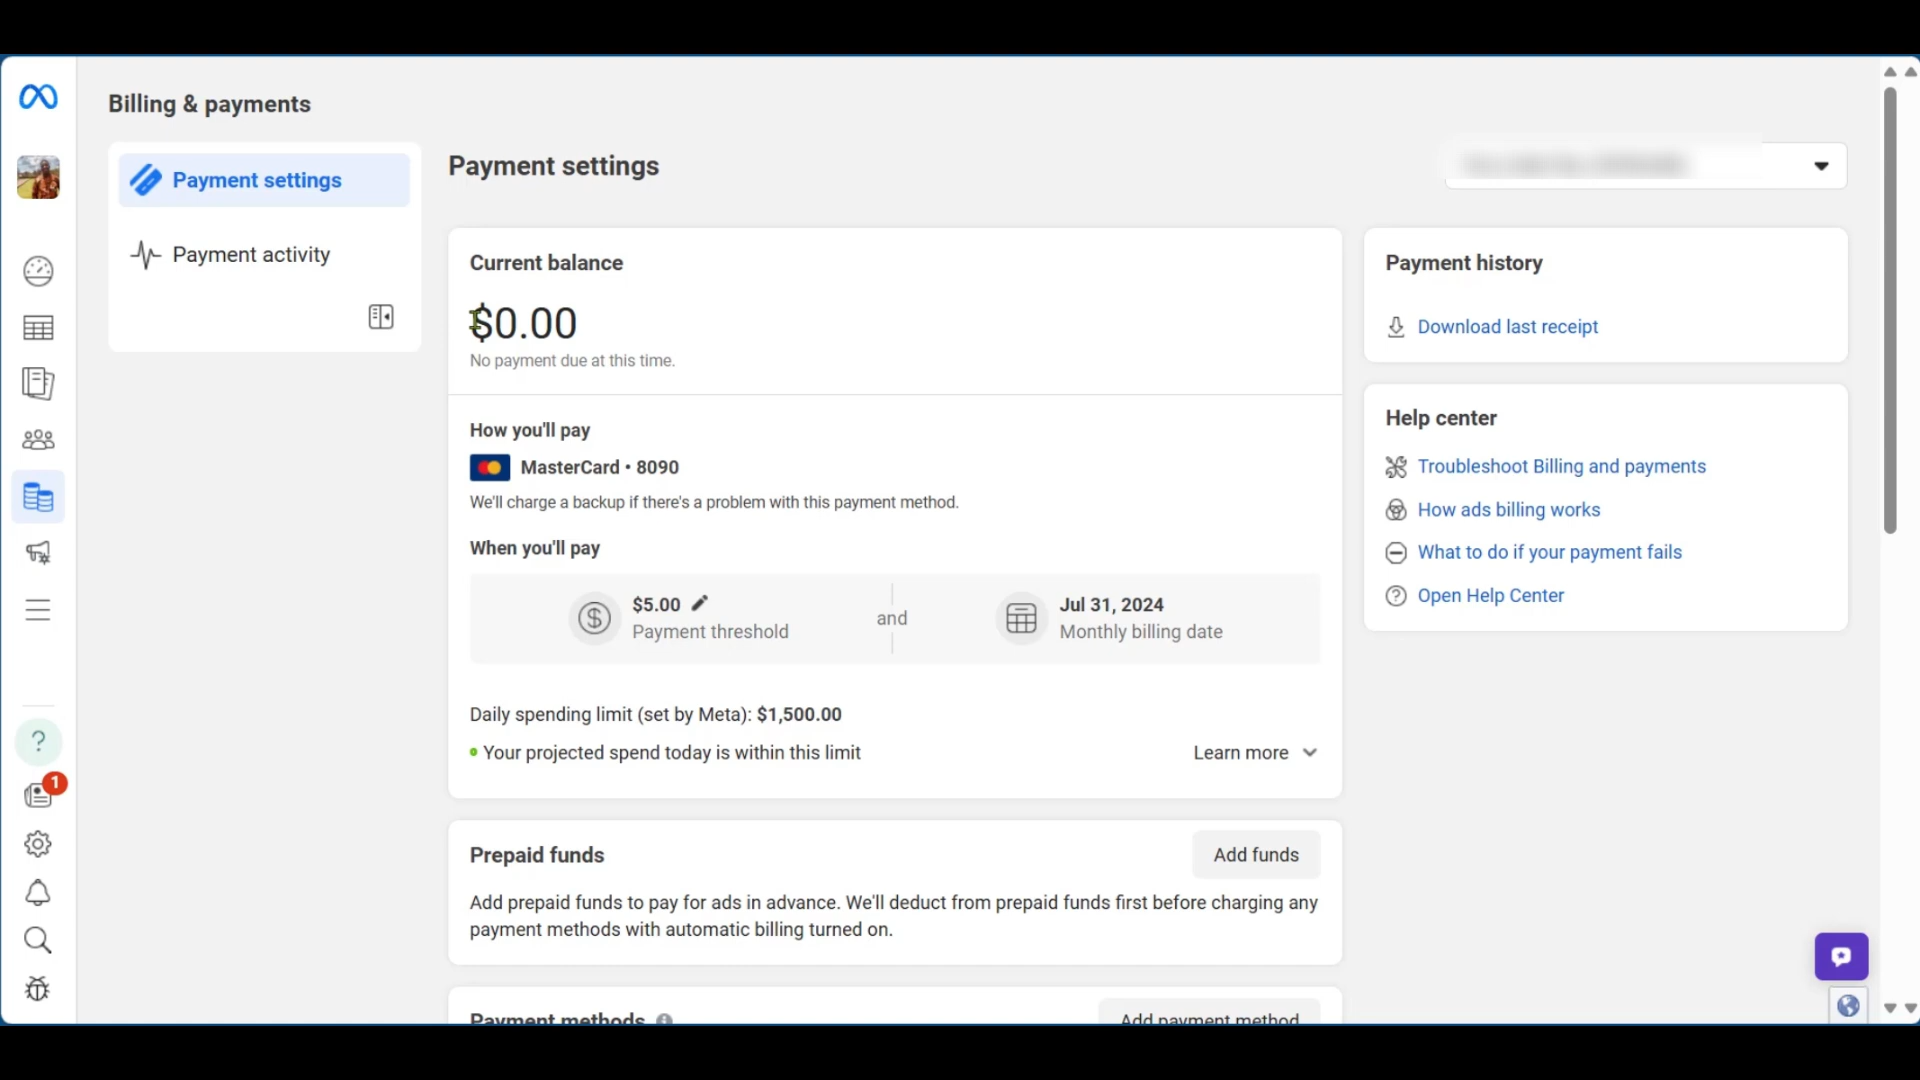 Billing & payments
Payment settings
Payment activity
Payment settings
Current balance
$0.00
No payment due at this time.
How you'll pay
MasterCard • 8090
We'll charge a backup if there's a problem with this payment method.
When you'll pay
$5.00
Payment threshold
and
Jul 31, 2024
Monthly billing date
Daily spending limit (set by Meta): $1,500.00
Your projected spend today is within this limit
Learn more
Prepaid funds
Add funds
Add prepaid funds to pay for ads in advance. We'll deduct from prepaid funds first before charging any
payment methods with automatic billing turned on.
Payment methods
Add payment method
Payment history
Download last receipt
Help center
Troubleshoot Billing and payments
How ads billing works
What to do if your payment fails
Open Help Center
1